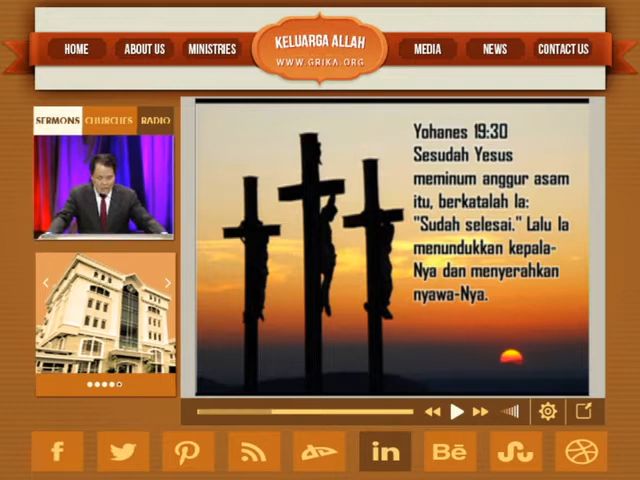 HOME
ABOUT US
MINISTRIES
KELUARGA ALLAH
WWW.GRIKA.ORG
MEDIA
NEWS
CONTACT US
SERMONS
CHURCHES
RADIO
Yohanes 19:30
Sesudah Yesus
meminum anggur asam
itu, berkatalah Ia:
"Sudah selesai." Lalu Ia
menundukkan kepala-
Nya dan menyerahkan
nyawa-Nya.
f
in
Bē